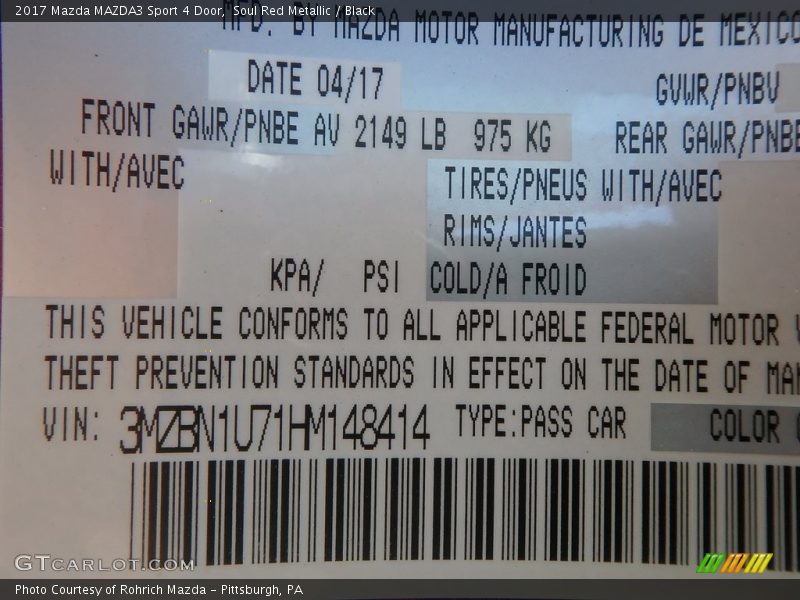 2017 Mazda MAZDA3 Sport 4 Door, Soul Red Metallic / Black
MFD. BY MAZDA MOTOR MANUFACTURING DE MEXICO
DATE 04/17 GVWR/PNBV
FRONT GAWR/PNBE AV 2149 LB 975 KG REAR GAWR/PNBE
WITH/AVEC TIRES/PNEUS WITH/AVEC
RIMS/JANTES
KPA/ PSI COLD/A FROID
THIS VEHICLE CONFORMS TO ALL APPLICABLE FEDERAL MOTOR
THEFT PREVENTION STANDARDS IN EFFECT ON THE DATE OF MAN
VIN: 3MZBN1U71HM148414 TYPE:PASS CAR COLOR
GTCARLOT.COM
Photo Courtesy of Rohrich Mazda - Pittsburgh, PA